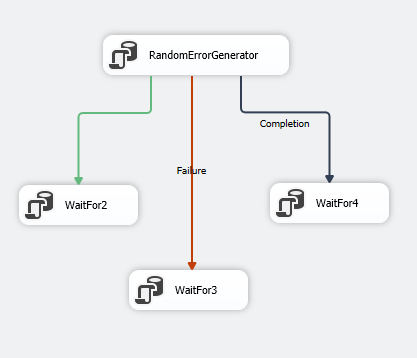 RandomErrorGenerator
Completion
Failure
WaitFor2
WaitFor4
WaitFor3